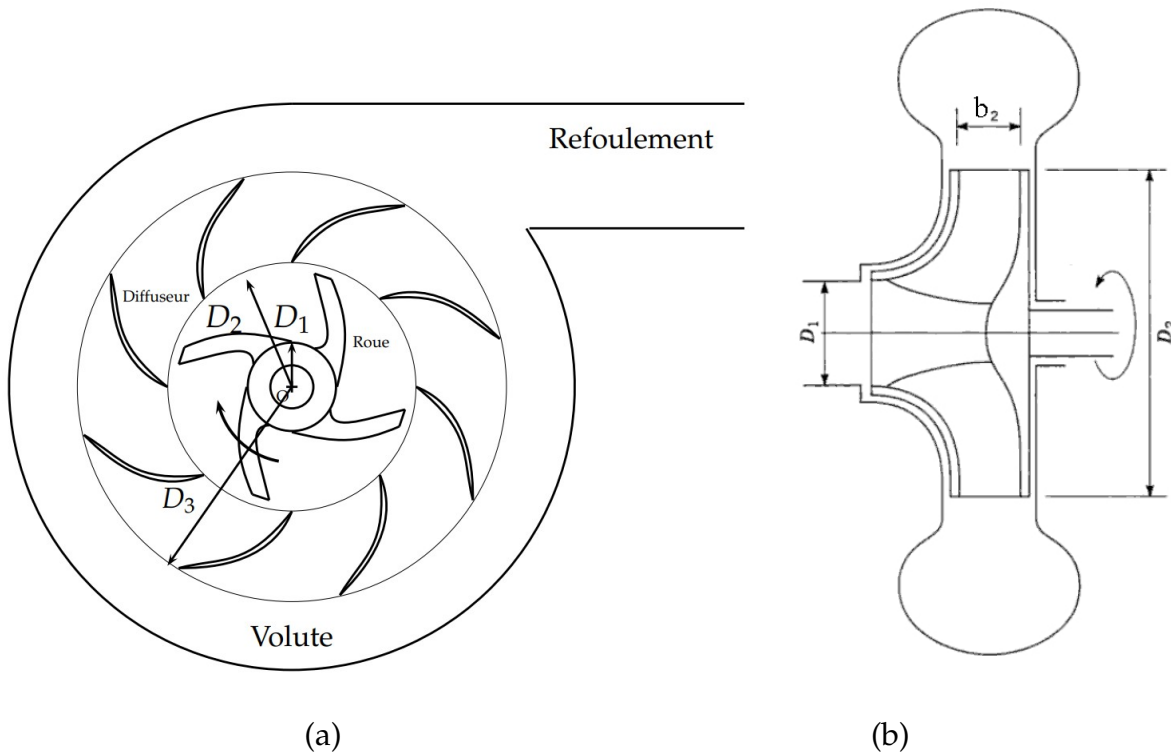 Refoulement
Diffuseur
D₂
D₁
Roue
O
D₃
Volute
(a)
b₂
D₁
D₂
(b)